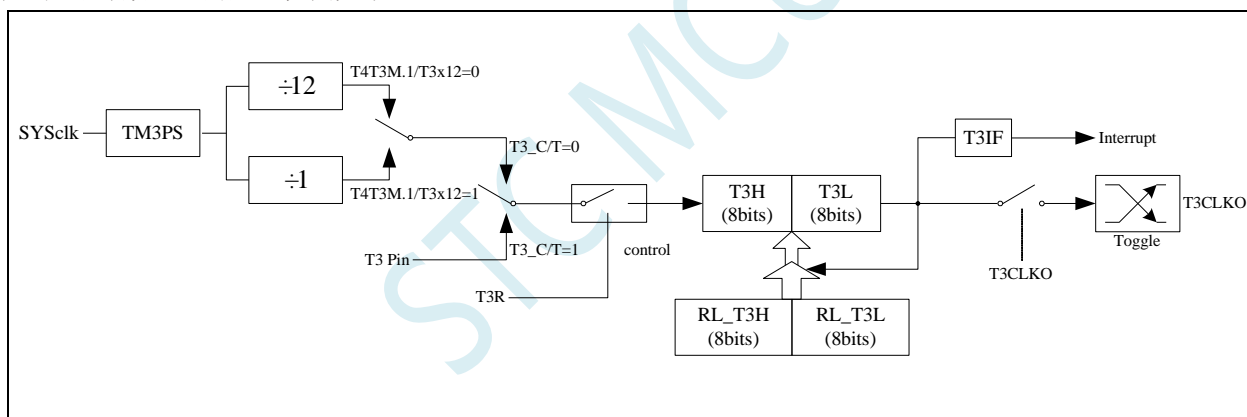 T4T3M.1/T3x12=0
÷12
SYSclk
TM3PS
T3_C/T=0
T3IF
Interrupt
÷1
T4T3M.1/T3x12=1
T3H
(8bits)
T3L
(8bits)
T3CLKO
Toggle
T3_C/T=1
control
T3 Pin
T3CLKO
T3R
RL_T3H
(8bits)
RL_T3L
(8bits)
STC MCU